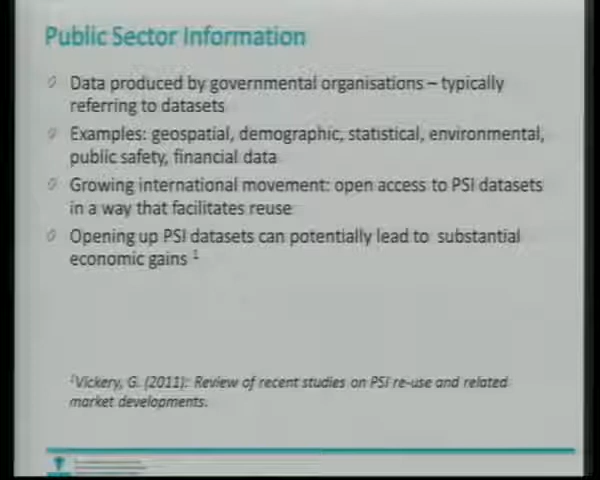 Public Sector Information
Data produced by governmental organisations – typically
referring to datasets
Examples: geospatial, demographic, statistical, environmental,
public safety, financial data
Growing international movement: open access to PSI datasets
in a way that facilitates reuse
Opening up PSI datasets can potentially lead to substantial
economic gains 1
1Vickery, G. (2011): Review of recent studies on PSI re-use and related
market developments.